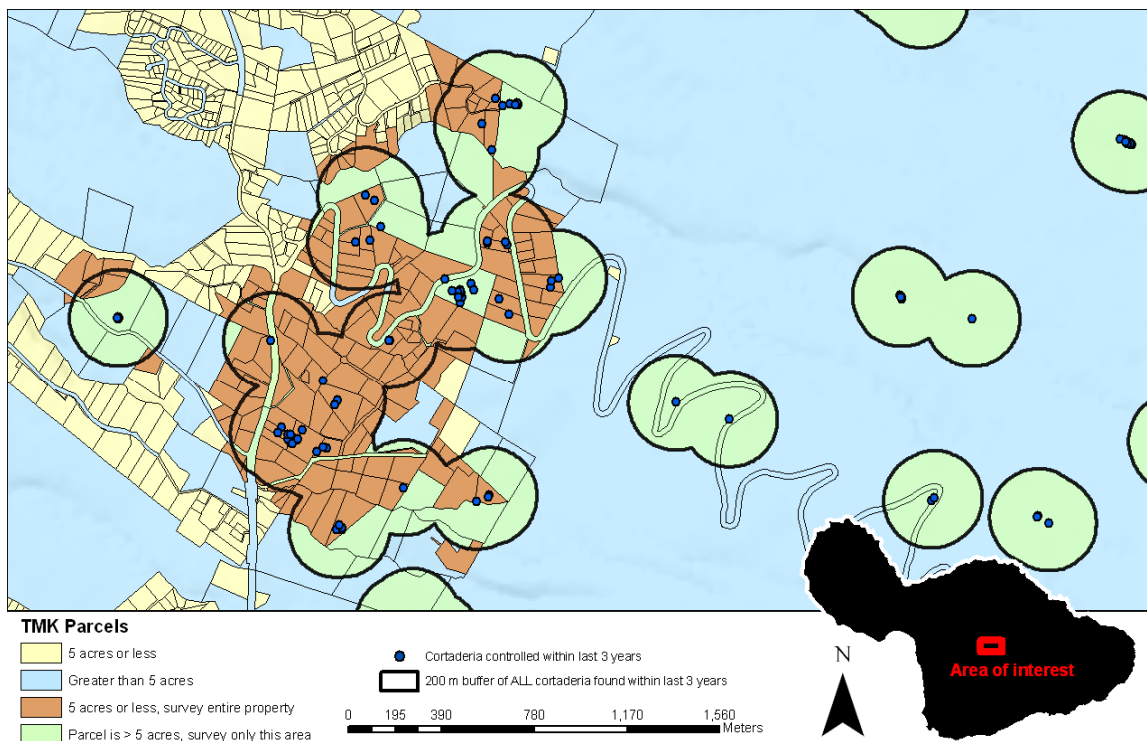 TMK Parcels
5 acres or less
Greater than 5 acres
5 acres or less, survey entire property
Parcel is > 5 acres, survey only this area
Cortaderia controlled within last 3 years
200 m buffer of ALL cortaderia found within last 3 years
0 195 390 780 1,170 1,560
Meters
N
Area of interest